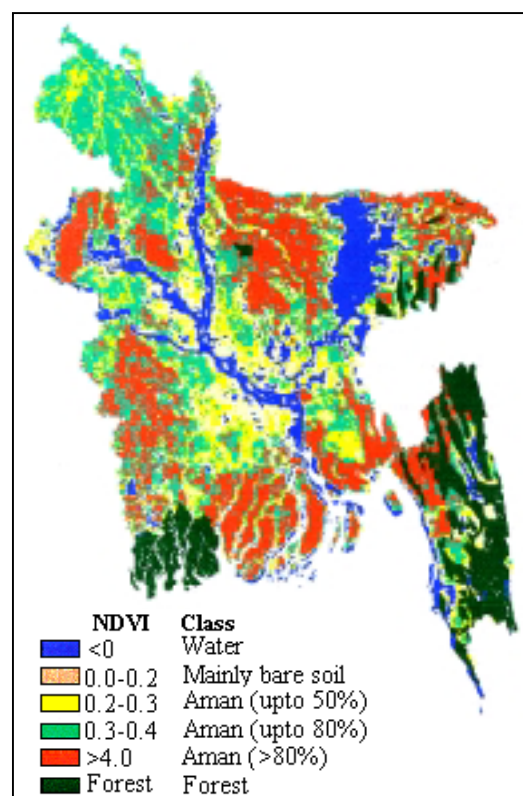 NDVI Class
<0 Water
0.0-0.2 Mainly bare soil
0.2-0.3 Aman (upto 50%)
0.3-0.4 Aman (upto 80%)
>4.0 Aman (>80%)
Forest Forest